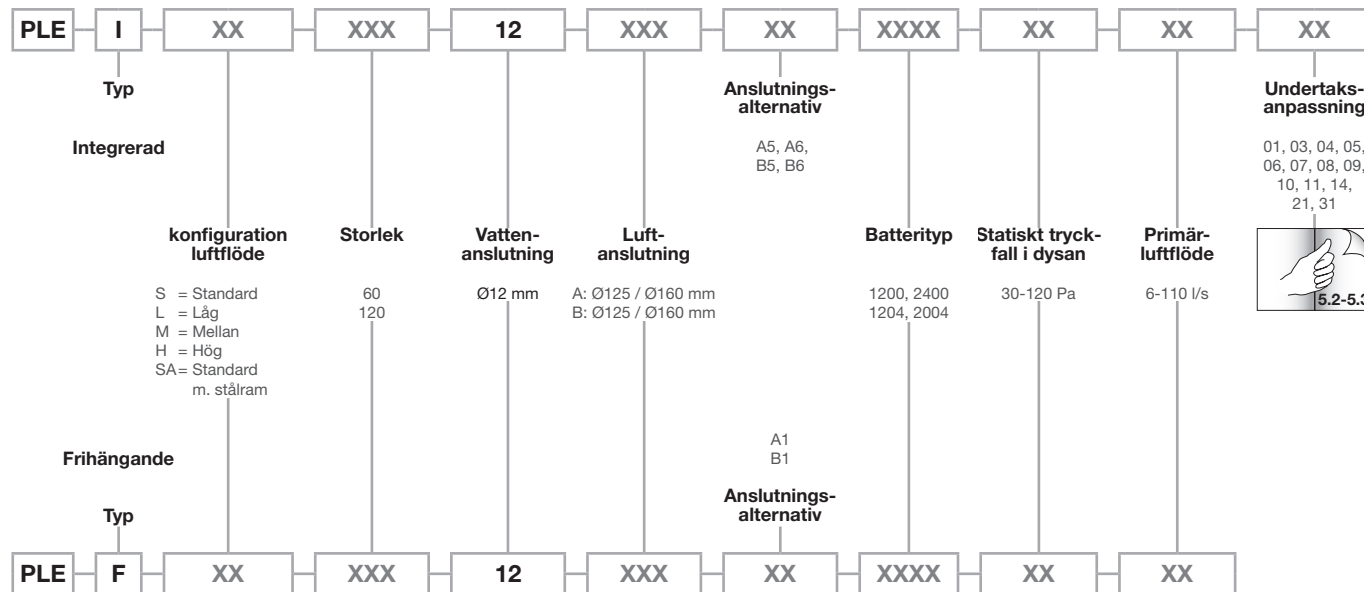 PLE I XX XXX 12 XXX XX XXXX XX XX XX
Typ
Anslutnings-
alternativ
Undertaks-
anpassning
Integrerad
A5, A6,
B5, B6
01, 03, 04, 05,
06, 07, 08, 09,
10, 11, 14,
21, 31
konfiguration
luftflöde
Storlek
Vatten-
anslutning
Luft-
anslutning
Batterityp
Statiskt tryck-
fall i dysan
Primär-
luftflöde
S = Standard
L = Låg
M = Mellan
H = Hög
SA= Standard
m. stålram
60
120
Ø12 mm
A: Ø125 / Ø160 mm
B: Ø125 / Ø160 mm
1200, 2400
1204, 2004
30-120 Pa
6-110 l/s
5.2-5.3
Frihängande
A1
B1
Anslutnings-
alternativ
Typ
PLE F XX XXX 12 XXX XX XXXX XX XX